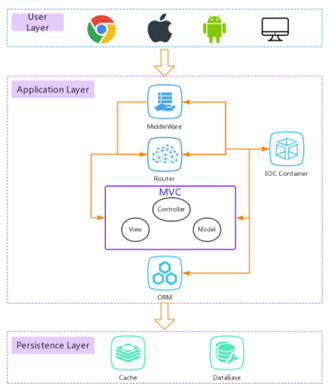 User
Layer
Application Layer
MiddleWare
Router
IOC Container
MVC
Controller
View
Model
ORM
Persistence Layer
Cache
DataBase